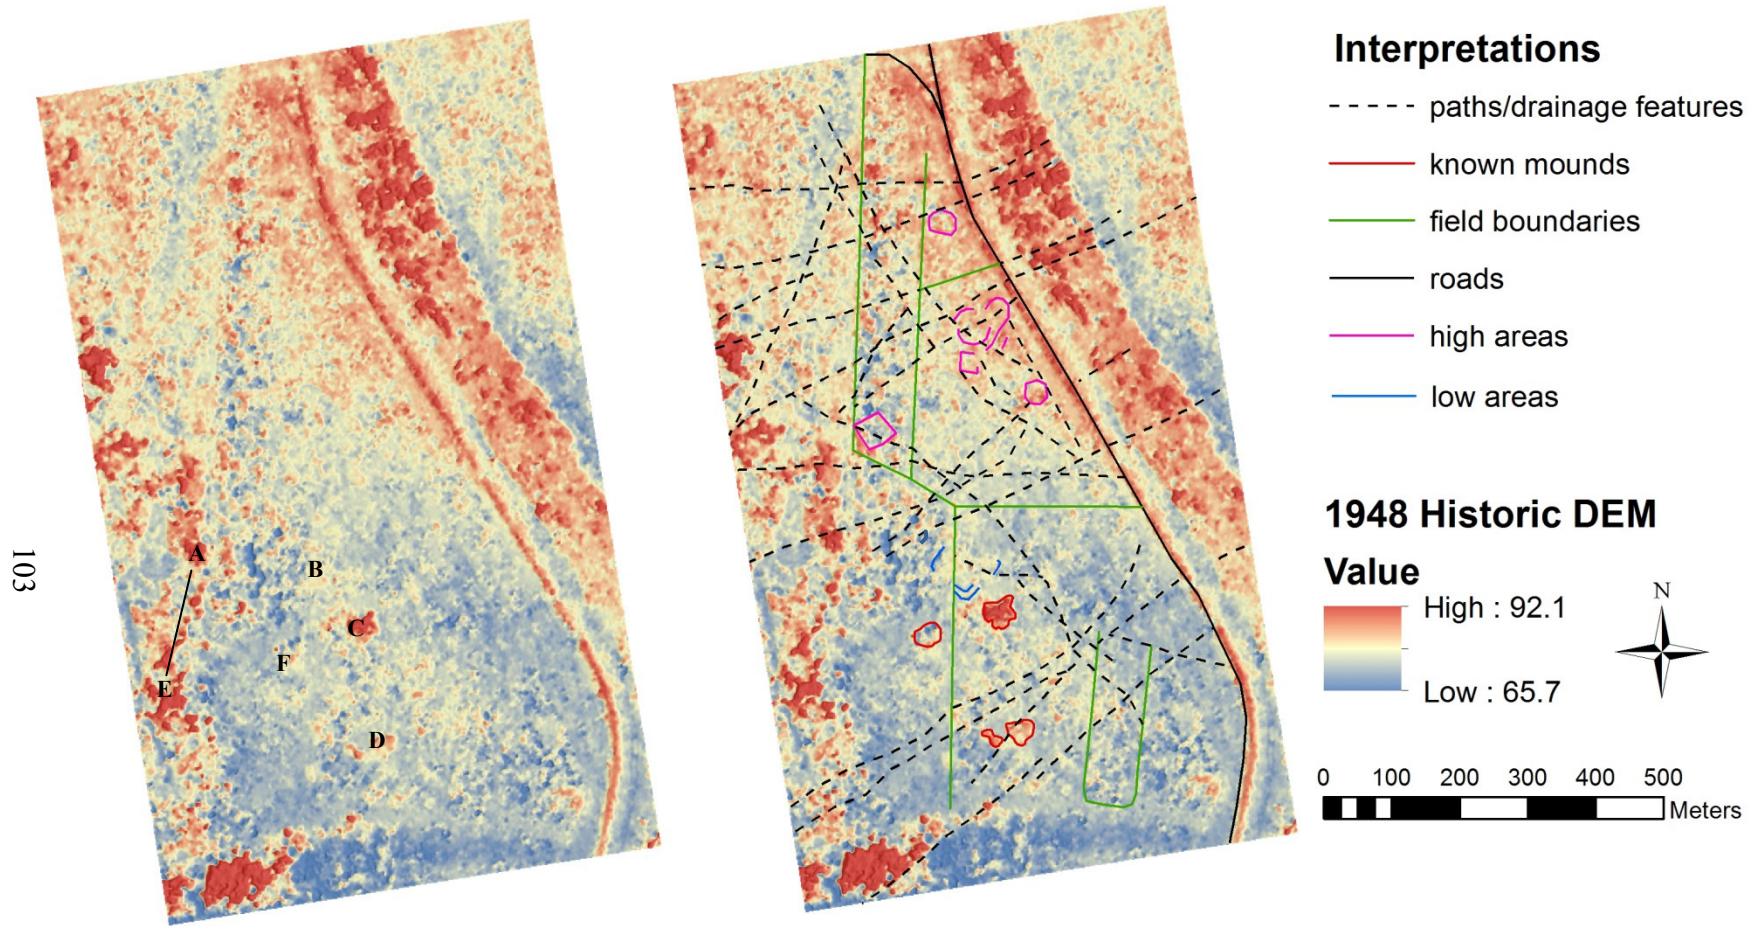 103
A
B
C
F
E
D
Interpretations
paths/drainage features
known mounds
field boundaries
roads
high areas
low areas
1948 Historic DEM
Value
High : 92.1
Low : 65.7
N
0 100 200 300 400 500
Meters